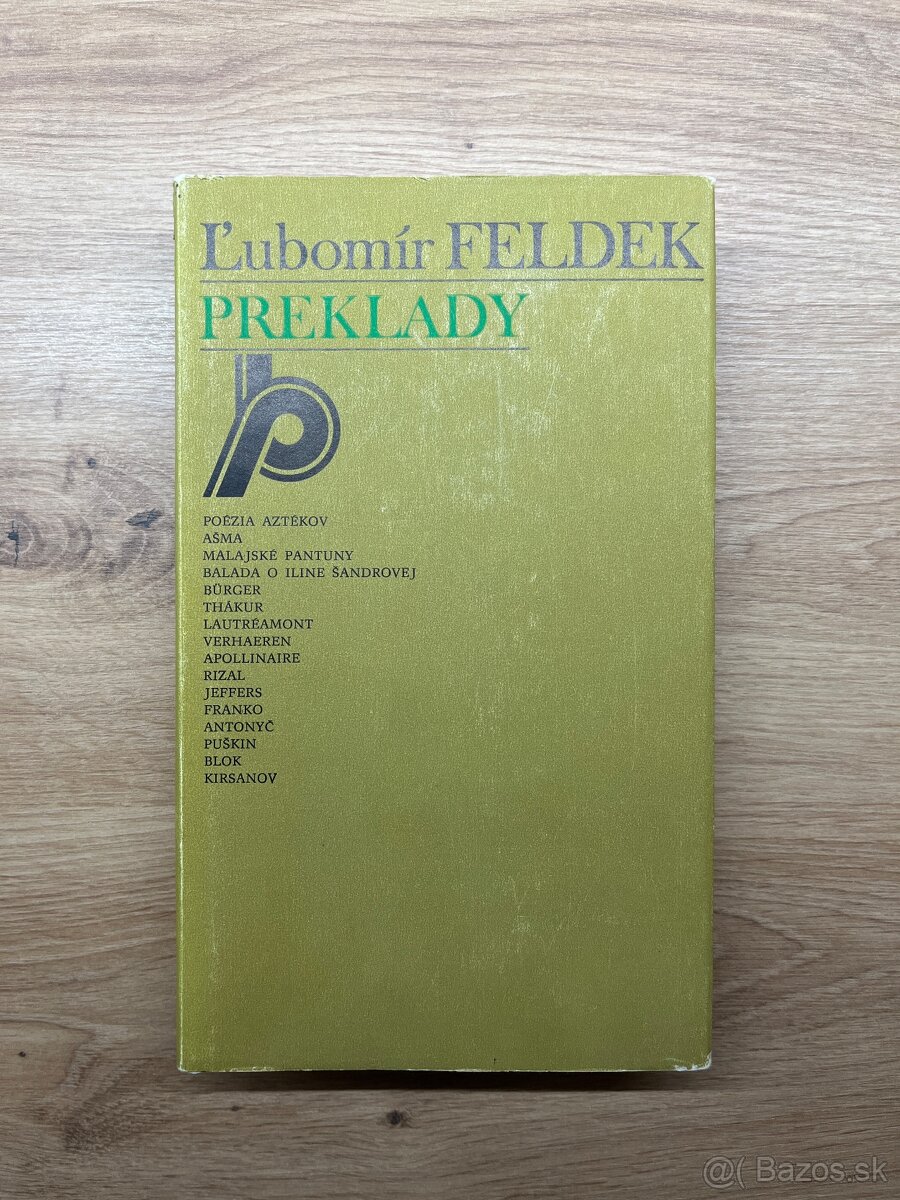 Ľubomír FELDEK
PREKLADY
POÉZIA AZTÉKOV
AŠMA
MALAJSKÉ PANTUNY
BALADA O ILINE ŠANDROVEJ
BÜRGER
THÁKUR
LAUTRÉAMONT
VERHAEREN
APOLLINAIRE
RIZAL
JEFFERS
FRANKO
ANTONYČ
PUŠKIN
BLOK
KIRSANOV
@( Bazos.sk